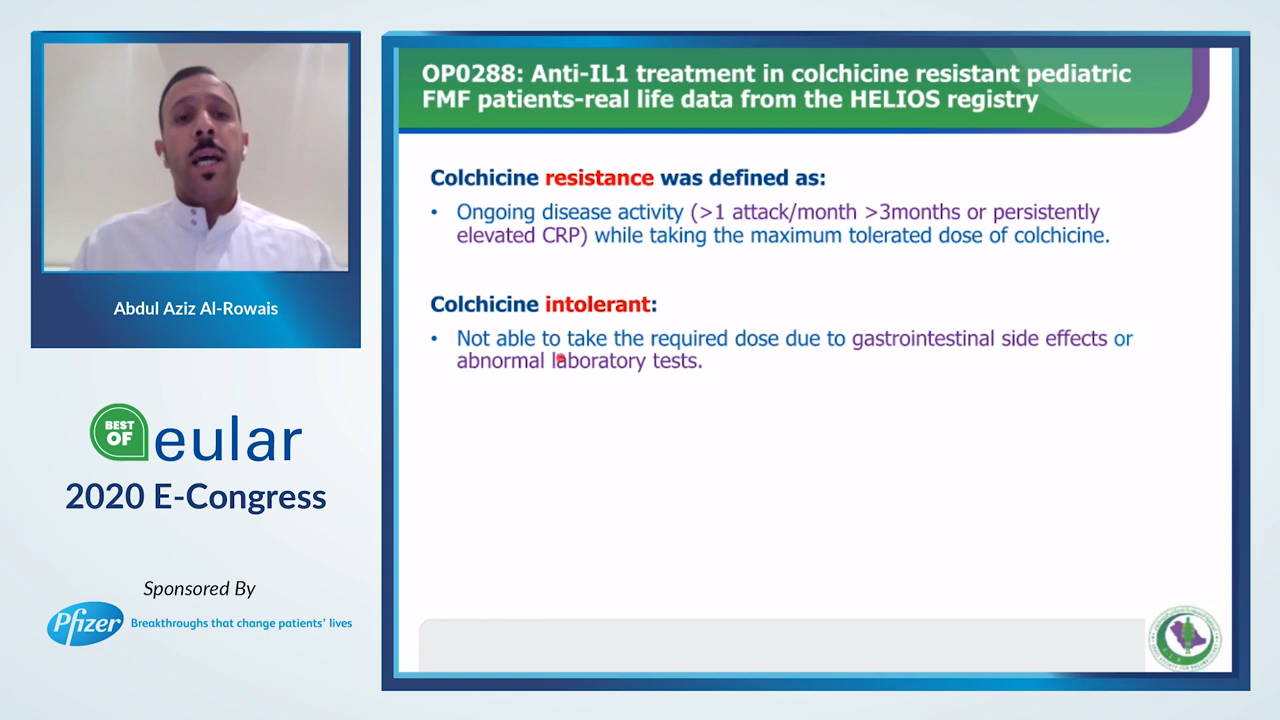 OP0288: Anti-IL1 treatment in colchicine resistant pediatric
FMF patients-real life data from the HELIOS registry
Colchicine resistance was defined as:
• Ongoing disease activity (>1 attack/month >3months or persistently
elevated CRP) while taking the maximum tolerated dose of colchicine.
Colchicine intolerant:
• Not able to take the required dose due to gastrointestinal side effects or
abnormal laboratory tests.
Abdul Aziz Al-Rowais
BEST
OF
eular
2020 E-Congress
Sponsored By
Pfizer
Breakthroughs that change patients' lives